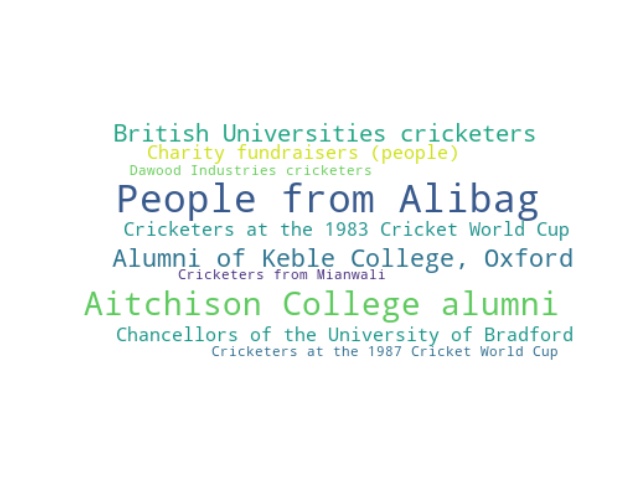 British Universities cricketers
Charity fundraisers (people)
Dawood Industries cricketers
People from Alibag
Cricketers at the 1983 Cricket World Cup
Alumni of Keble College, Oxford
Cricketers from Mianwali
Aitchison College alumni
Chancellors of the University of Bradford
Cricketers at the 1987 Cricket World Cup